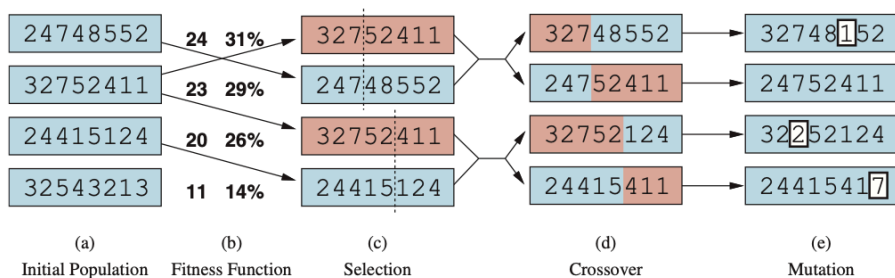 24748552 24 31% 32752411 32748552 32748152
32752411 23 29% 24748552 24752411 24752411
24415124 20 26% 32752411 32752124 32252124
32543213 11 14% 24415124 24415411 24415417
(a) (b) (c) (d) (e)
Initial Population Fitness Function Selection Crossover Mutation